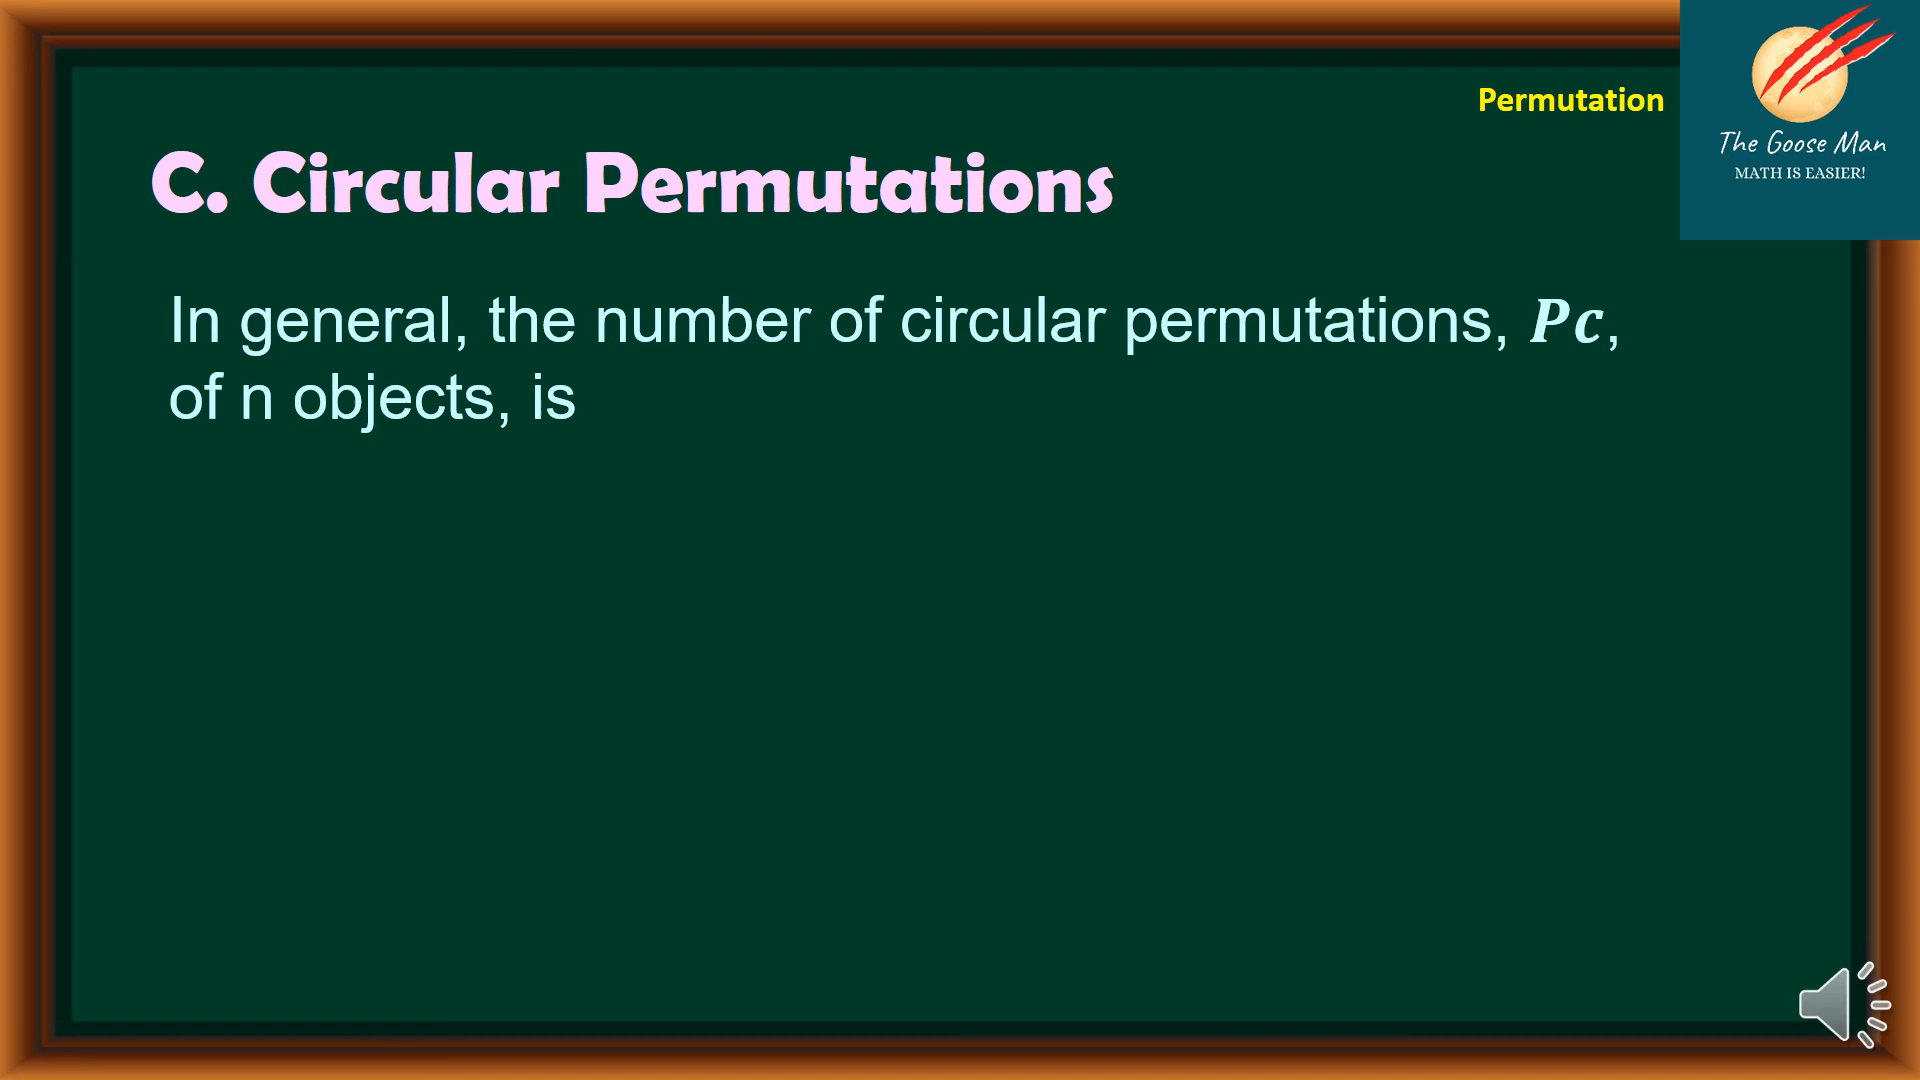 Permutation
The Goose Man
MATH IS EASIER!
C. Circular Permutations
In general, the number of circular permutations, Pc,
of n objects, is